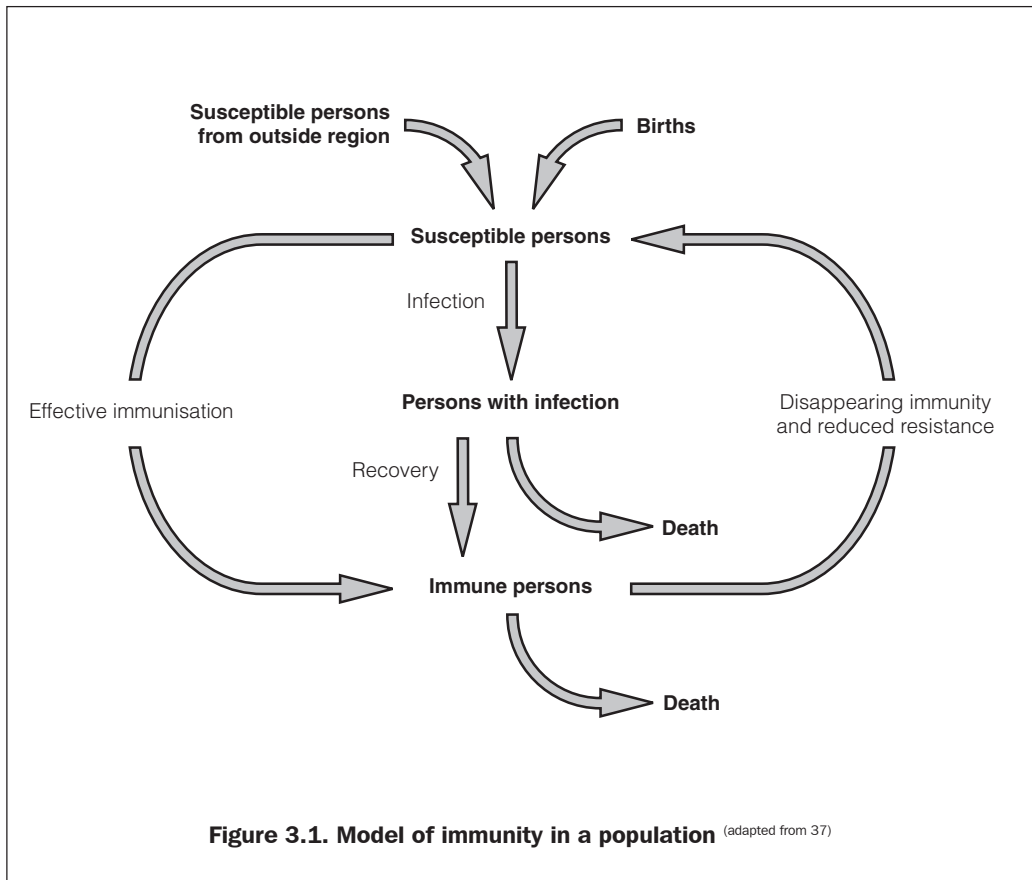 Susceptible persons
from outside region
Births
Susceptible persons
Infection
Persons with infection
Effective immunisation
Disappearing immunity
and reduced resistance
Recovery
Death
Immune persons
Death
Figure 3.1. Model of immunity in a population (adapted from 37)